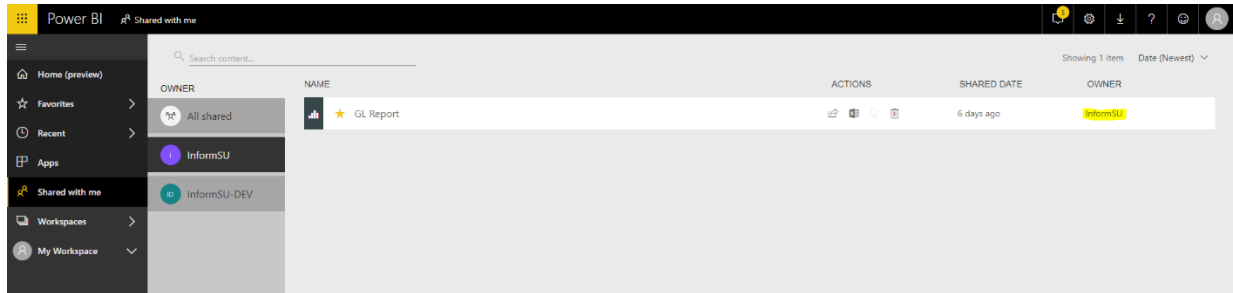 Power BI Shared with me 5 ?
Search content...
Showing 1 item Date (Newest)
Home (preview)
OWNER NAME ACTIONS SHARED DATE OWNER
Favorites
All shared GL Report 6 days ago InformSU
Recent
I InformSU
Apps
Shared with me ID InformSU-DEV
Workspaces
My Workspace